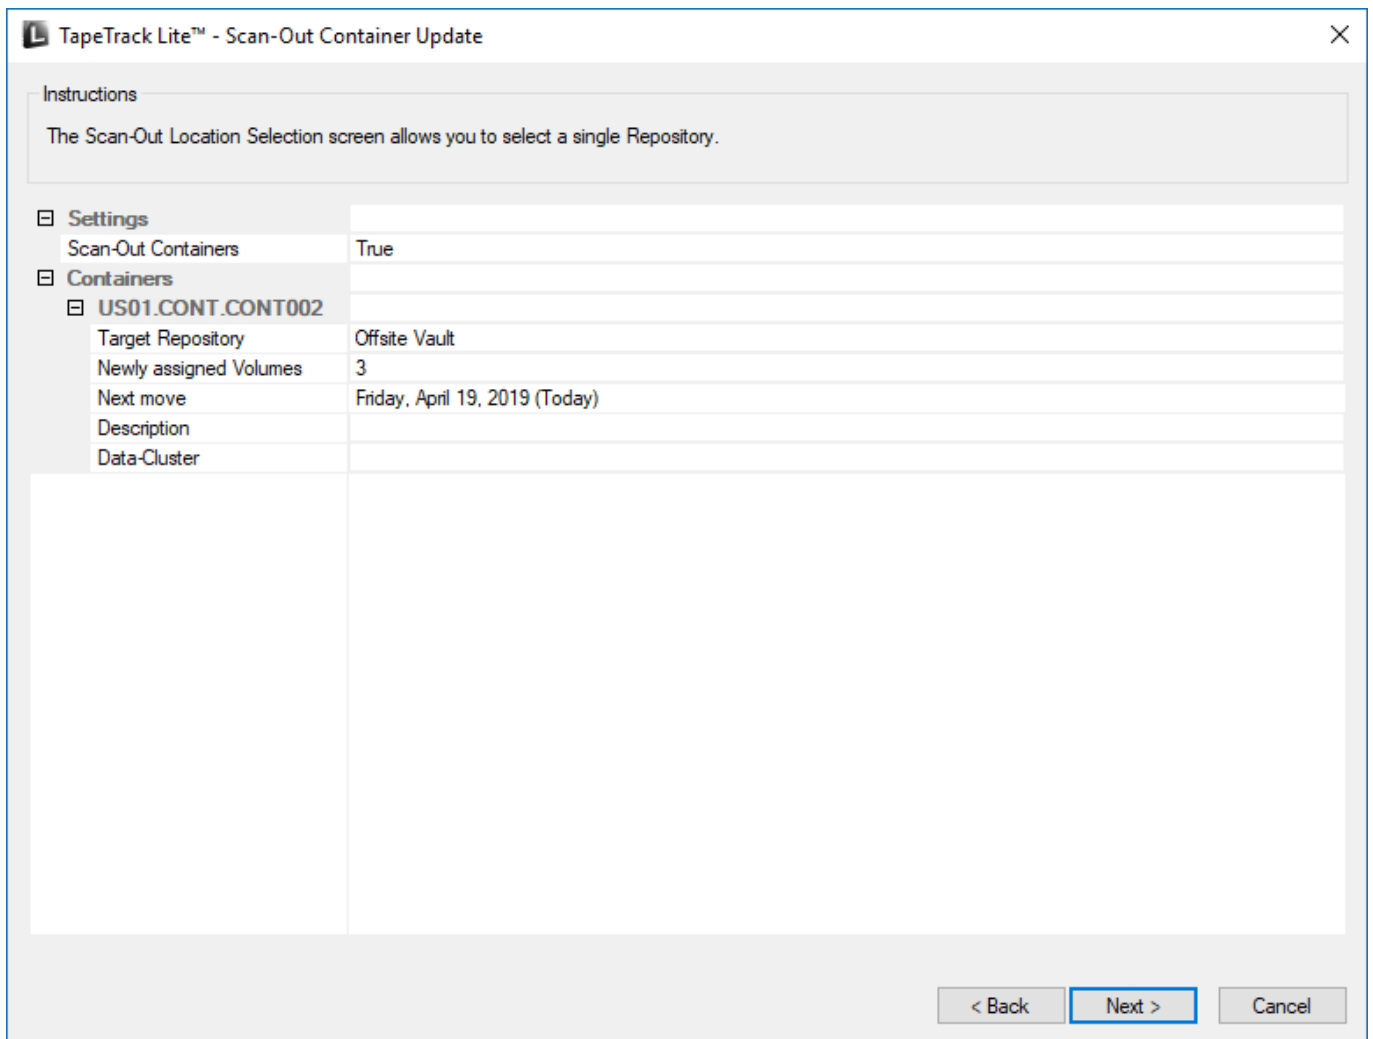 TapeTrack Lite™ - Scan-Out Container Update
Instructions
The Scan-Out Location Selection screen allows you to select a single Repository.
Settings
Scan-Out Containers True
Containers
US01.CONT.CONT002
Target Repository Offsite Vault
Newly assigned Volumes 3
Next move Friday, April 19, 2019 (Today)
Description
Data-Cluster
< Back Next > Cancel